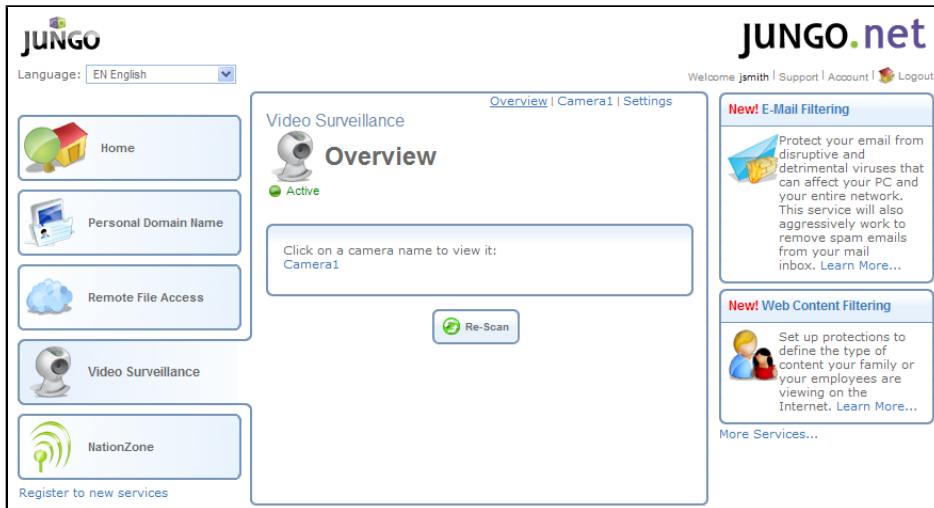 JUNGO
JUNGO.net
Language: EN English
Welcome jsmith | Support | Account | Logout
Home
Personal Domain Name
Remote File Access
Video Surveillance
NationZone
Register to new services
Overview | Camera1 | Settings
Video Surveillance
Overview
Active
Click on a camera name to view it:
Camera1
Re-Scan
New! E-Mail Filtering
Protect your email from
disruptive and
detrimental viruses that
can affect your PC and
your entire network.
This service will also
aggressively work to
remove spam emails
from your mail
inbox. Learn More...
New! Web Content Filtering
Set up protections to
define the type of
content your family or
your employees are
viewing on the
Internet. Learn More...
More Services...